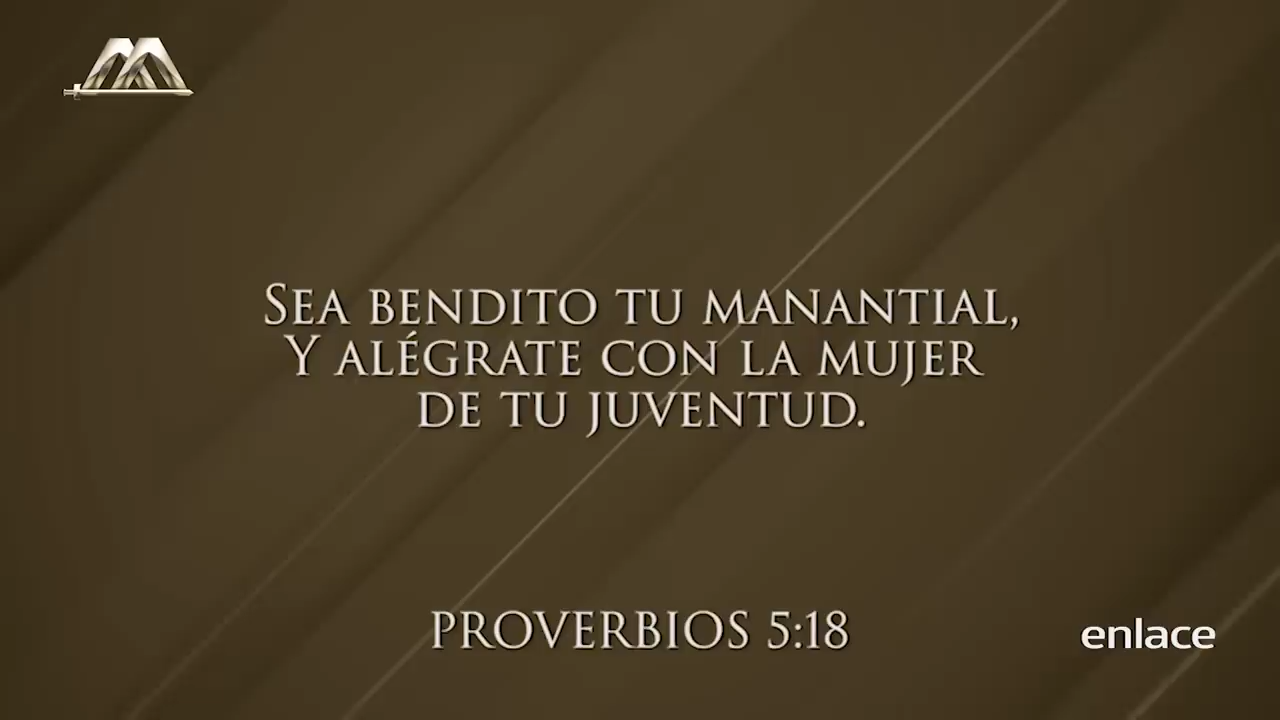 Sea bendito tu manantial,
y alégrate con la mujer
de tu juventud.
PROVERBIOS 5:18
enlace